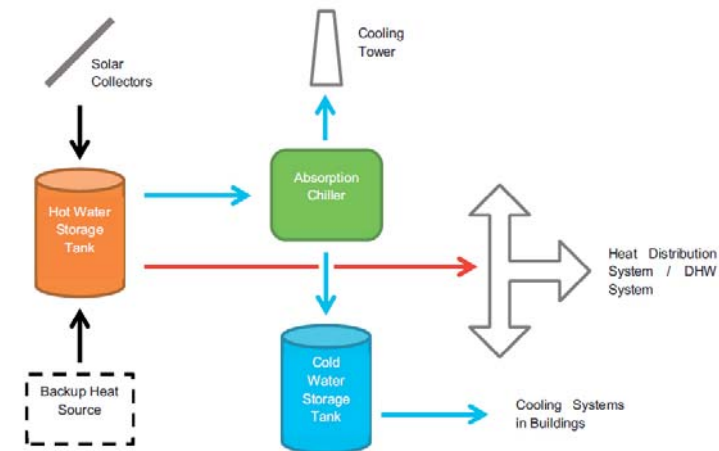 Solar
Collectors
Cooling
Tower
Hot Water
Storage
Tank
Absorption
Chiller
Heat Distribution
System / DHW
System
Backup Heat
Source
Cold
Water
Storage
Tank
Cooling Systems
in Buildings